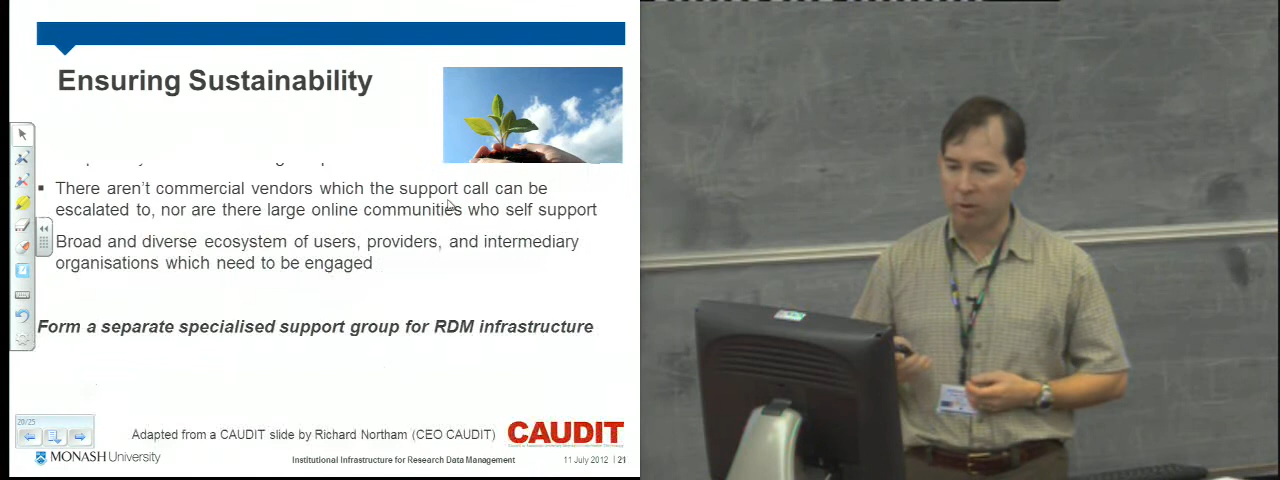 Ensuring Sustainability
▪ There aren't commercial vendors which the support call can be
escalated to, nor are there large online communities who self support
Broad and diverse ecosystem of users, providers, and intermediary
organisations which need to be engaged
Form a separate specialised support group for RDM infrastructure
20/25
Adapted from a CAUDIT slide by Richard Northam (CEO CAUDIT)
CAUDIT
MONASH University
Institutional Infrastructure for Research Data Management
11 July 2012 | 21